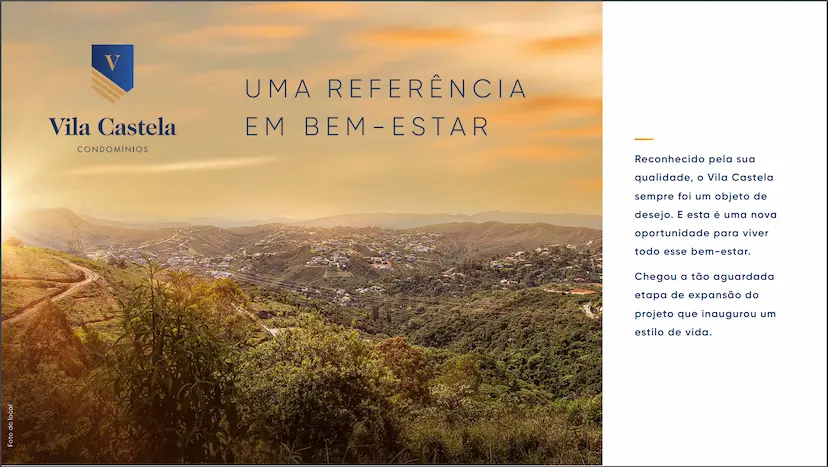 V
Vila Castela
CONDOMÍNIOS
UMA REFERÊNCIA
EM BEM-ESTAR
Reconhecido pela sua
qualidade, o Vila Castela
sempre foi um objeto de
desejo. E esta é uma nova
oportunidade para viver
todo esse bem-estar.
Chegou a tão aguardada
etapa de expansão do
projeto que inaugurou um
estilo de vida.
Foto do local